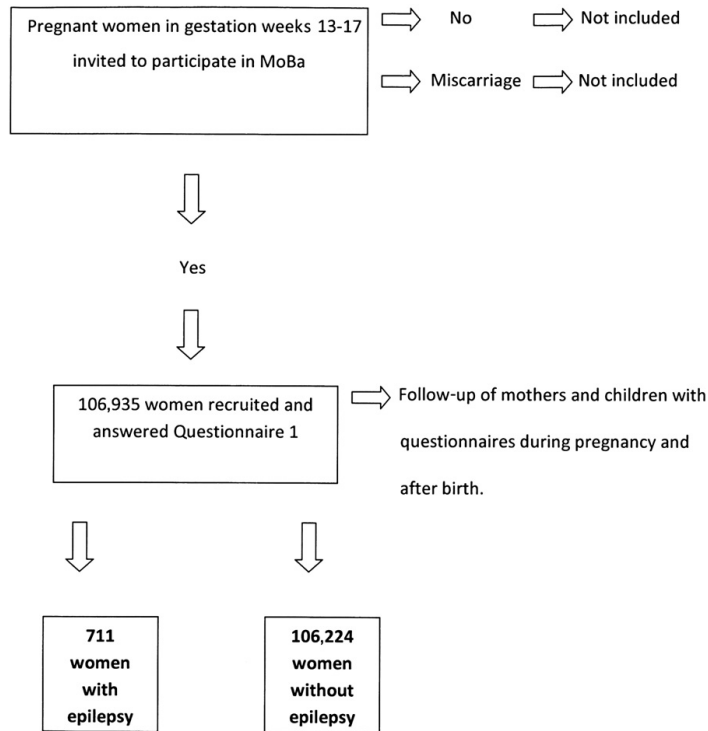 Pregnant women in gestation weeks 13-17
invited to participate in MoBa
No
Not included
Miscarriage
Not included
Yes
106,935 women recruited and
answered Questionnaire 1
Follow-up of mothers and children with
questionnaires during pregnancy and
after birth.
711
women
with
epilepsy
106,224
women
without
epilepsy